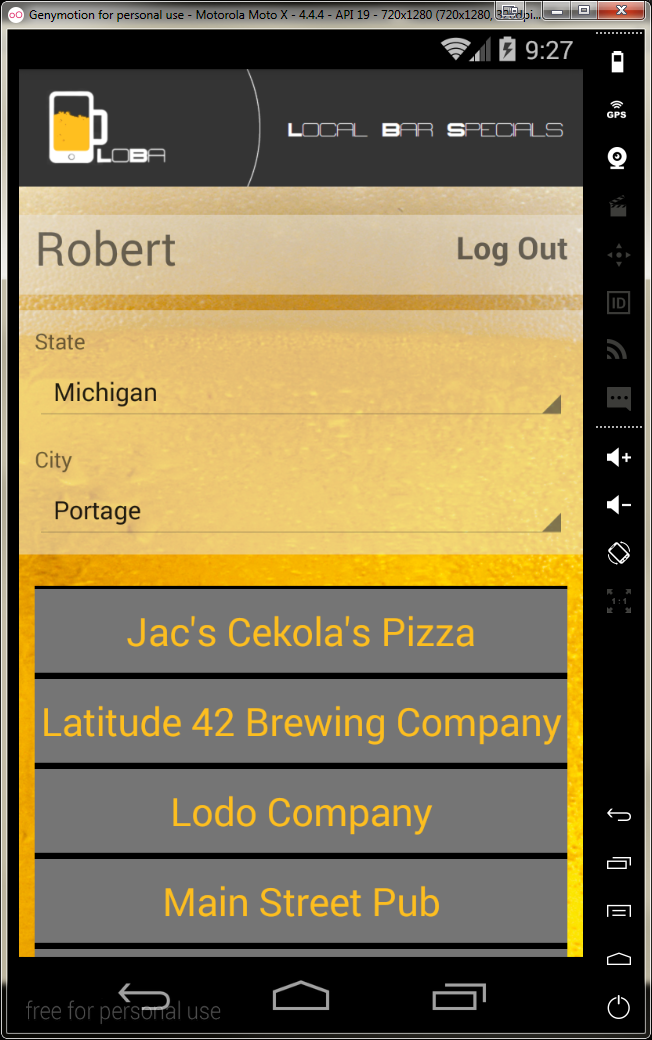 Genymotion for personal use - Motorola Moto X - 4.4.4 - API 19 - 720x1280 (720x1280,
9:27
GPS
LOBA
LOCAL BAR SPECIALS
Robert
Log Out
ID
State
Michigan
City
Portage
1:1
Jac's Cekola's Pizza
Latitude 42 Brewing Company
Lodo Company
Main Street Pub
free for personal use